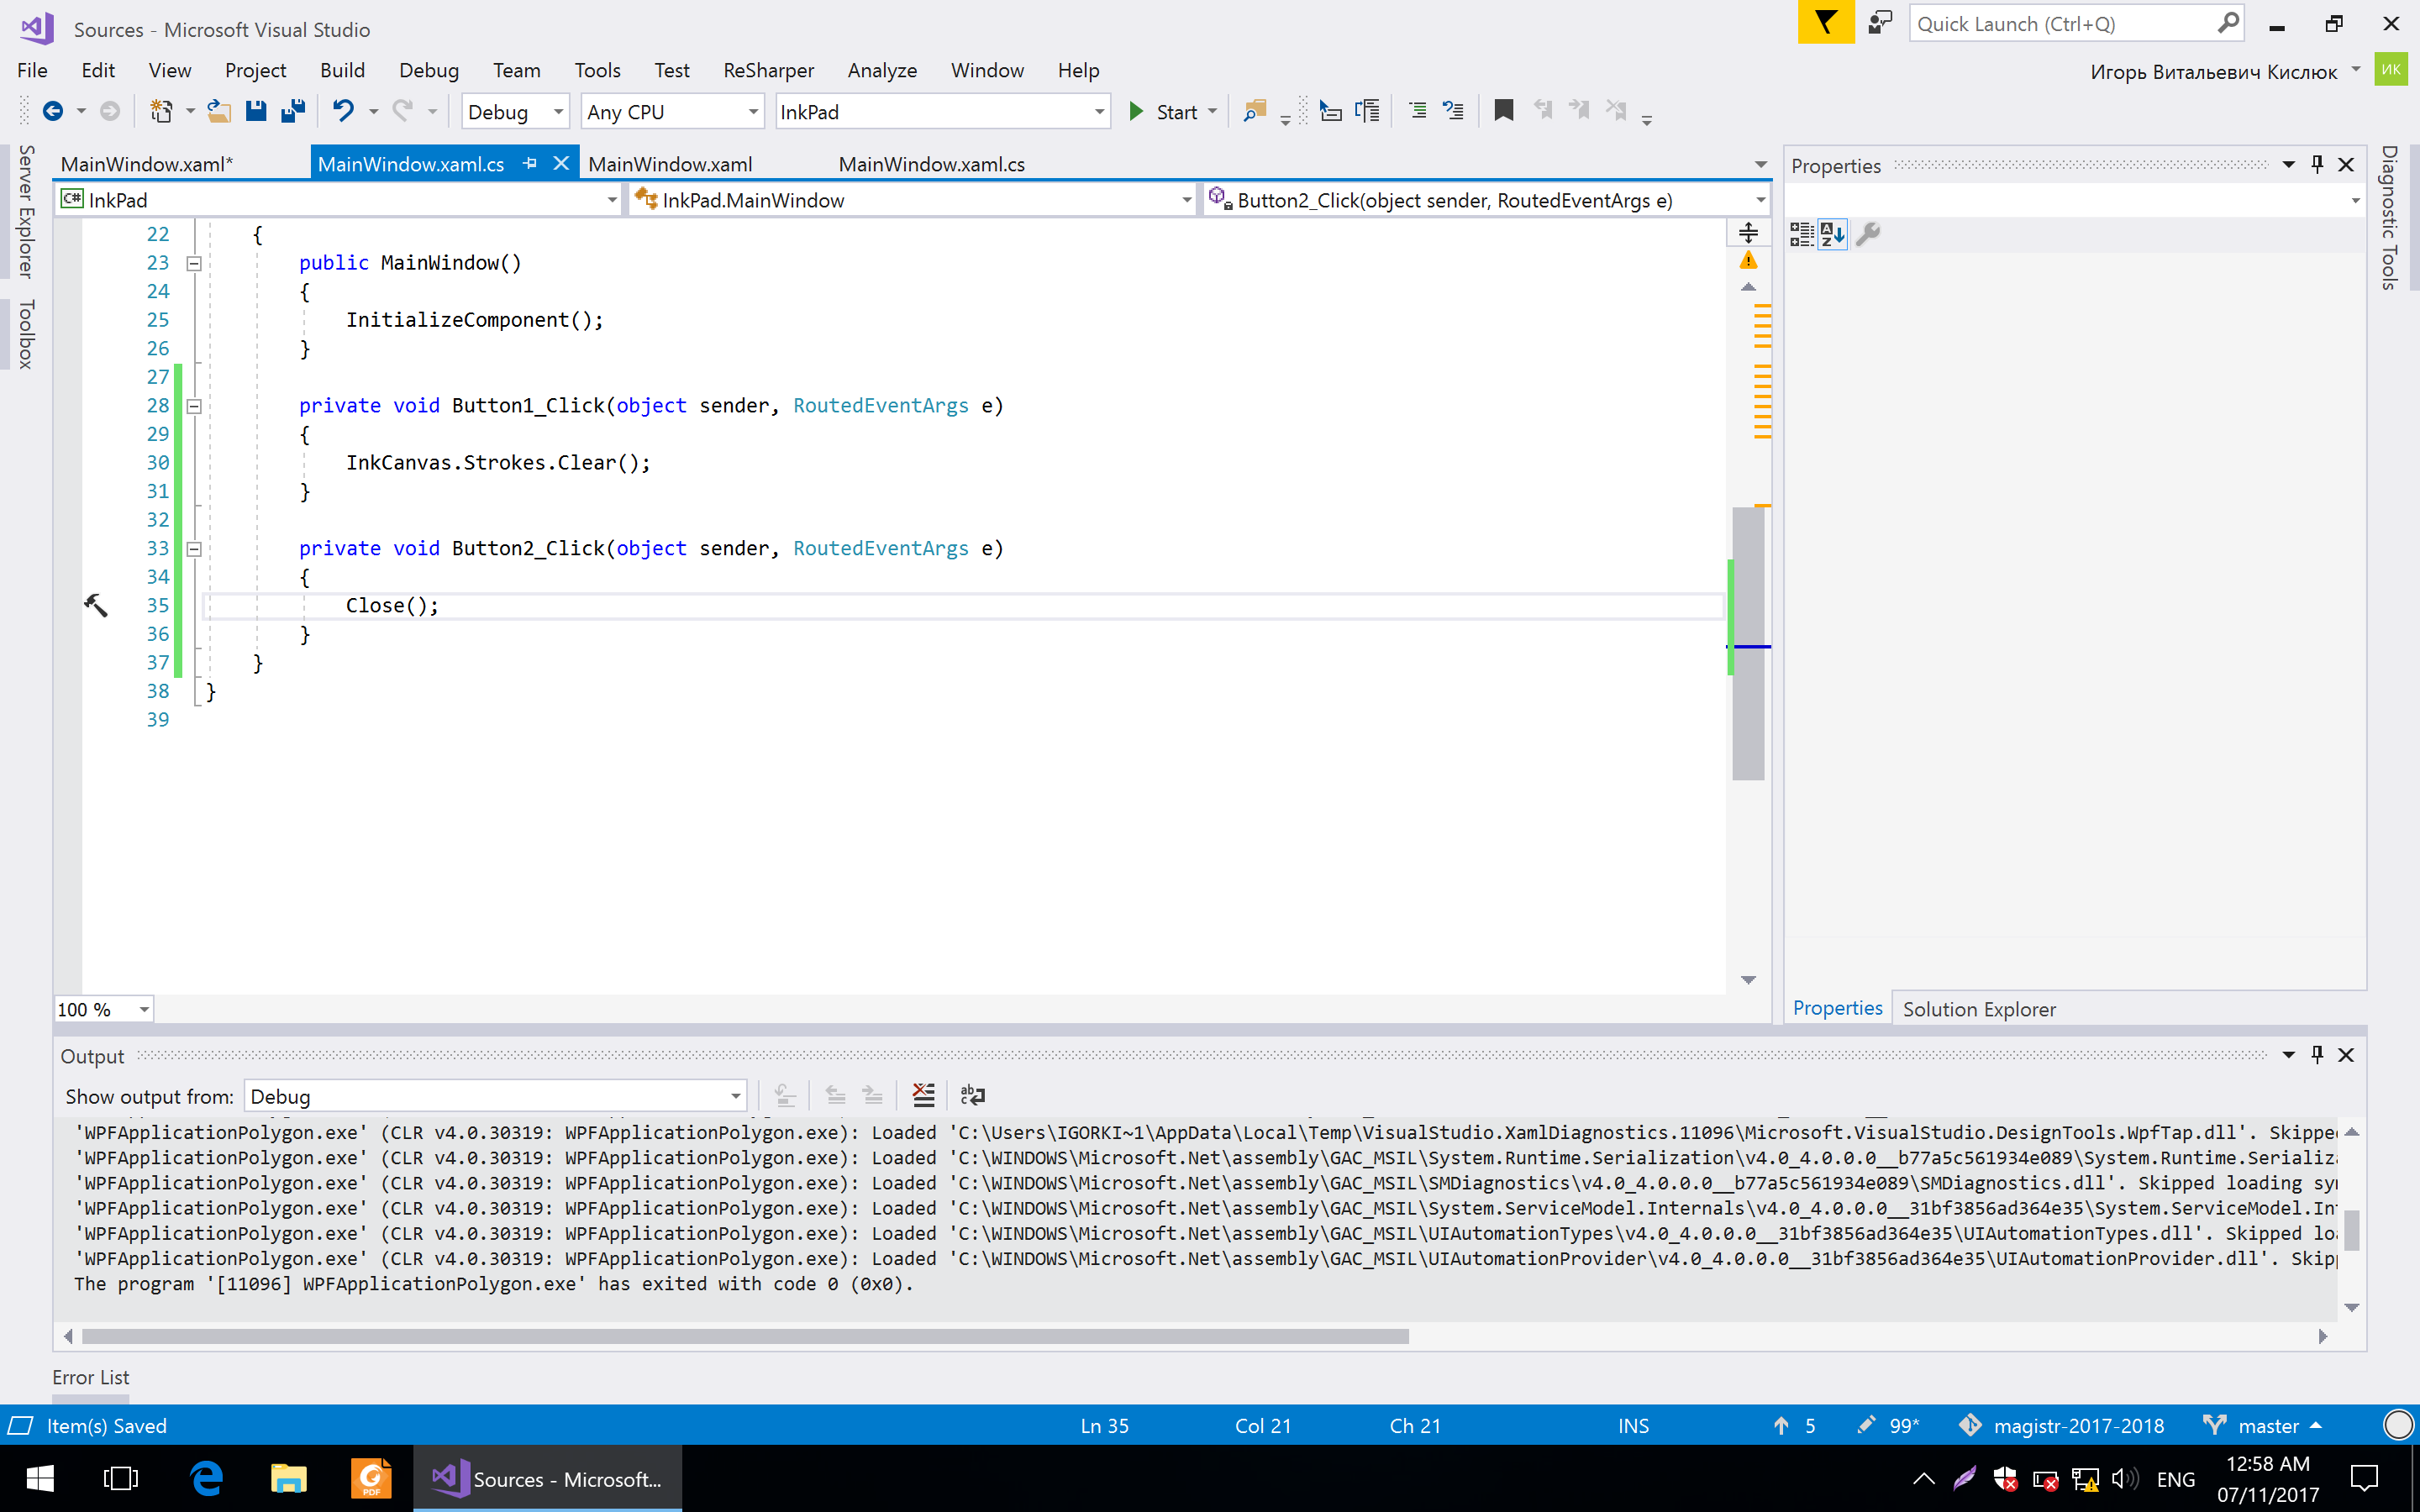 Sources - Microsoft Visual Studio
Quick Launch (Ctrl+Q)
File Edit View Project Build Debug Team Tools Test ReSharper Analyze Window Help
Игорь Витальевич Кислюк
ИК
Debug Any CPU InkPad Start
Server Explorer
Toolbox
MainWindow.xaml* MainWindow.xaml.cs MainWindow.xaml MainWindow.xaml.cs
C# InkPad InkPad.MainWindow Button2_Click(object sender, RoutedEventArgs e)
22 {
23 public MainWindow()
24 {
25 InitializeComponent();
26 }
27
28 private void Button1_Click(object sender, RoutedEventArgs e)
29 {
30 InkCanvas.Strokes.Clear();
31 }
32
33 private void Button2_Click(object sender, RoutedEventArgs e)
34 {
35 Close();
36 }
37 }
38 }
39
100 %
Properties
Diagnostic Tools
Properties Solution Explorer
Output
Show output from: Debug
'WPFApplicationPolygon.exe' (CLR v4.0.30319: WPFApplicationPolygon.exe): Loaded 'C:\Users\IGORKI~1\AppData\Local\Temp\VisualStudio.XamlDiagnostics.11096\Microsoft.VisualStudio.DesignTools.WpfTap.dll'. Skipped
'WPFApplicationPolygon.exe' (CLR v4.0.30319: WPFApplicationPolygon.exe): Loaded 'C:\WINDOWS\Microsoft.Net\assembly\GAC_MSIL\System.Runtime.Serialization\v4.0_4.0.0.0__b77a5c561934e089\System.Runtime.Serializa
'WPFApplicationPolygon.exe' (CLR v4.0.30319: WPFApplicationPolygon.exe): Loaded 'C:\WINDOWS\Microsoft.Net\assembly\GAC_MSIL\SMDiagnostics\v4.0_4.0.0.0__b77a5c561934e089\SMDiagnostics.dll'. Skipped loading sy
'WPFApplicationPolygon.exe' (CLR v4.0.30319: WPFApplicationPolygon.exe): Loaded 'C:\WINDOWS\Microsoft.Net\assembly\GAC_MSIL\System.ServiceModel.Internals\v4.0_4.0.0.0__31bf3856ad364e35\System.ServiceModel.In
'WPFApplicationPolygon.exe' (CLR v4.0.30319: WPFApplicationPolygon.exe): Loaded 'C:\WINDOWS\Microsoft.Net\assembly\GAC_MSIL\UIAutomationTypes\v4.0_4.0.0.0__31bf3856ad364e35\UIAutomationTypes.dll'. Skipped lo
'WPFApplicationPolygon.exe' (CLR v4.0.30319: WPFApplicationPolygon.exe): Loaded 'C:\WINDOWS\Microsoft.Net\assembly\GAC_MSIL\UIAutomationProvider\v4.0_4.0.0.0__31bf3856ad364e35\UIAutomationProvider.dll'. Skip
The program '[11096] WPFApplicationPolygon.exe' has exited with code 0 (0x0).
Error List
Item(s) Saved Ln 35 Col 21 Ch 21 INS 5 99* magistr-2017-2018 master
PDF
Sources - Microsoft...
ENG
12:58 AM
07/11/2017